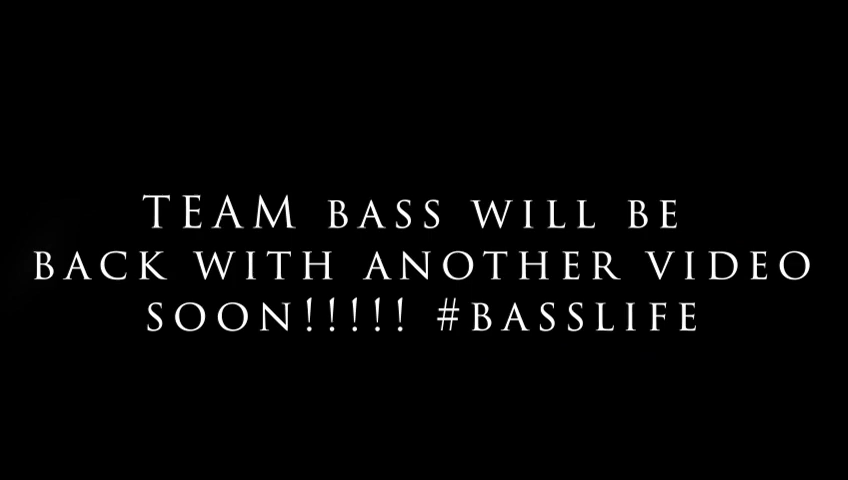 TEAM BASS WILL BE
BACK WITH ANOTHER VIDEO
SOON!!!!! #BASSLIFE